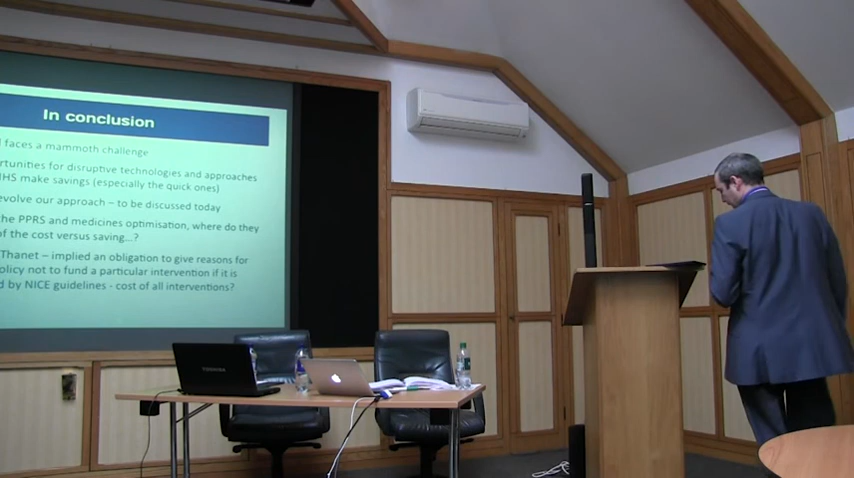 In conclusion
faces a mammoth challenge
rtunities for disruptive technologies and approaches
HS make savings (especially the quick ones)
evolve our approach – to be discussed today
the PPRS and medicines optimisation, where do they
of the cost versus saving...?
Thanet – implied an obligation to give reasons for
olicy not to fund a particular intervention if it is
d by NICE guidelines - cost of all interventions?
TOSHIBA